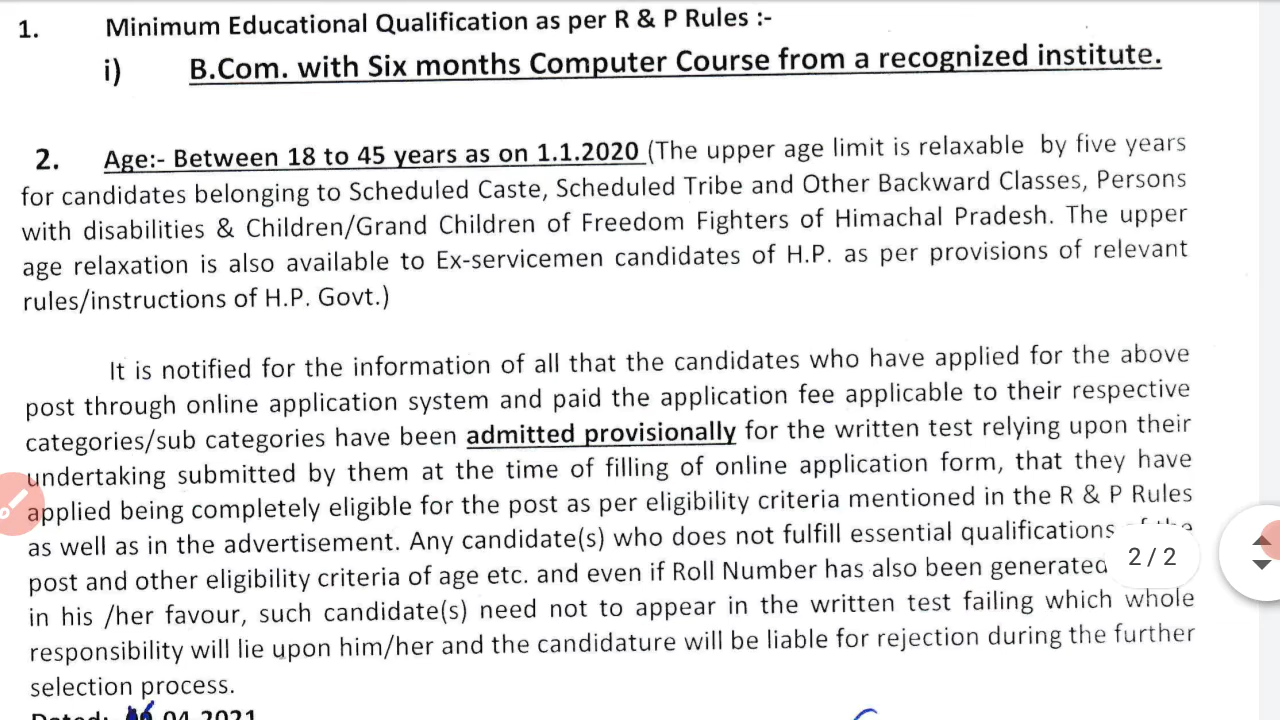 1. Minimum Educational Qualification as per R & P Rules :-
i) B.Com. with Six months Computer Course from a recognized institute.
2. Age:- Between 18 to 45 years as on 1.1.2020 (The upper age limit is relaxable by five years
for candidates belonging to Scheduled Caste, Scheduled Tribe and Other Backward Classes, Persons
with disabilities & Children/Grand Children of Freedom Fighters of Himachal Pradesh. The upper
age relaxation is also available to Ex-servicemen candidates of H.P. as per provisions of relevant
rules/instructions of H.P. Govt.)
It is notified for the information of all that the candidates who have applied for the above
post through online application system and paid the application fee applicable to their respective
categories/sub categories have been admitted provisionally for the written test relying upon their
undertaking submitted by them at the time of filling of online application form, that they have
applied being completely eligible for the post as per eligibility criteria mentioned in the R & P Rules
as well as in the advertisement. Any candidate(s) who does not fulfill essential qualifications
2 / 2
post and other eligibility criteria of age etc. and even if Roll Number has also been generated
in his /her favour, such candidate(s) need not to appear in the written test failing which whole
responsibility will lie upon him/her and the candidature will be liable for rejection during the further
selection process.
Dated: 04.2021